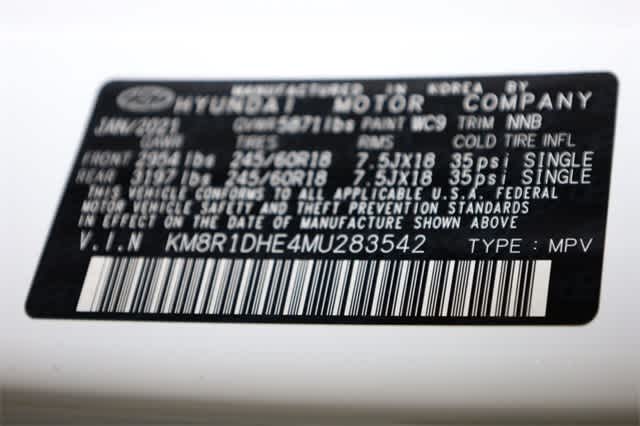 MANUFACTURED IN KOREA BY
HYUNDAI MOTOR COMPANY
JAN/2021 GVWR 5871lbs PAINT WC9 TRIM NNB
GAWR TIRES RIMS COLD TIRE INFL
FRONT 2954 lbs 245/60R18 7.5JX18 35psi SINGLE
REAR 3197 lbs 245/60R18 7.5JX18 35psi SINGLE
THIS VEHICLE CONFORMS TO ALL APPLICABLE U.S.A. FEDERAL
MOTOR VEHICLE SAFETY AND THEFT PREVENTION STANDARDS
IN EFFECT ON THE DATE OF MANUFACTURE SHOWN ABOVE
V.I.N KM8R1DHE4MU283542 TYPE : MPV